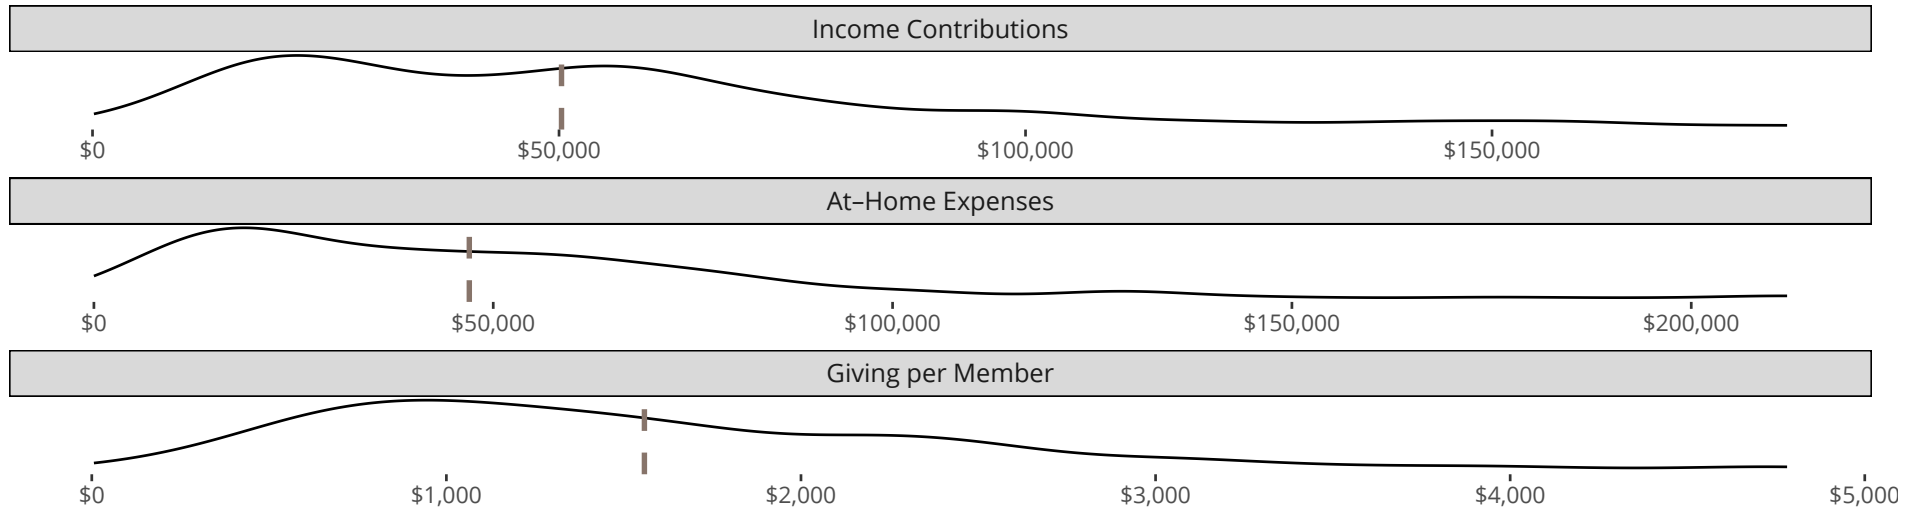 Income Contributions
$0 $50,000 $100,000 $150,000
At–Home Expenses
$0 $50,000 $100,000 $150,000 $200,000
Giving per Member
$0 $1,000 $2,000 $3,000 $4,000 $5,000